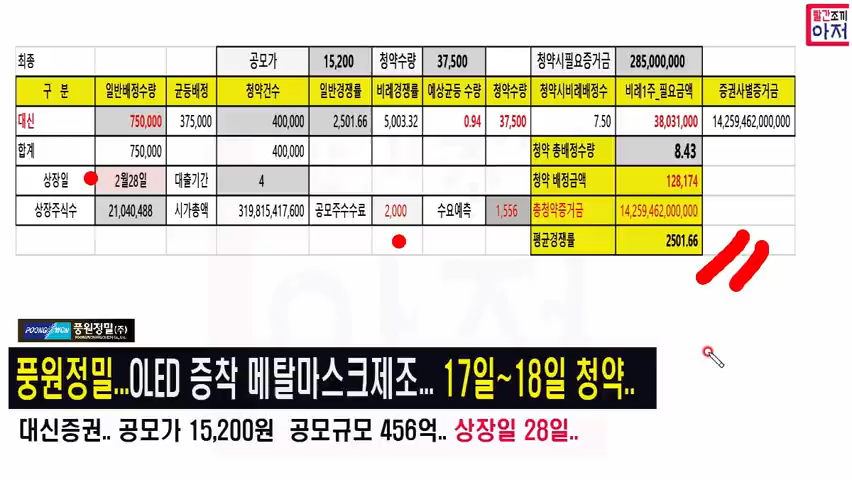 빨간조끼
아저
최종 공모가 15,200 청약수량 37,500 청약시필요증거금 285,000,000
구 분 일반배정수량 균등배정 청약건수 일반경쟁률 비례경쟁률 예상균등 수량 청약수량 청약시비례배정수 비례1주_필요금액 증권사별증거금
대신 750,000 375,000 400,000 2,501.66 5,003.32 0.94 37,500 7.50 38,031,000 14,259,462,000,000
합계 750,000 400,000 청약 총배정수량 8.43
상장일 2월28일 대출기간 4 청약 배정금액 128,174
상장주식수 21,040,488 시가총액 319,815,417,600 공모주수수료 2,000 수요예측 1,556 총청약증거금 14,259,462,000,000
평균경쟁률 2501.66
POONGWON 풍원정밀(주)
풍원정밀...OLED 증착 메탈마스크제조... 17일~18일 청약..
대신증권.. 공모가 15,200원 공모규모 456억.. 상장일 28일..